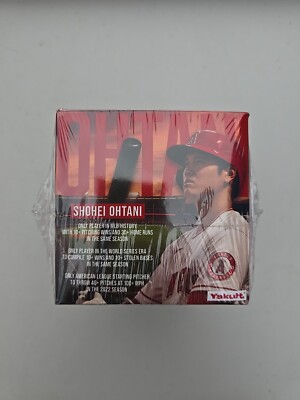 OHTANI
SHOHEI OHTANI
ONLY PLAYER IN MLB HISTORY
WITH 10+ PITCHING WINS AND 30+ HOME RUNS
IN THE SAME SEASON
ONLY PLAYER IN THE WORLD SERIES ERA
TO COMPILE 10+ WINS AND 10+ STOLEN BASES
IN THE SAME SEASON
ONLY AMERICAN LEAGUE STARTING PITCHER
TO THROW 40+ PITCHES AT 100+ MPH
IN THE 2022 SEASON
Yakult